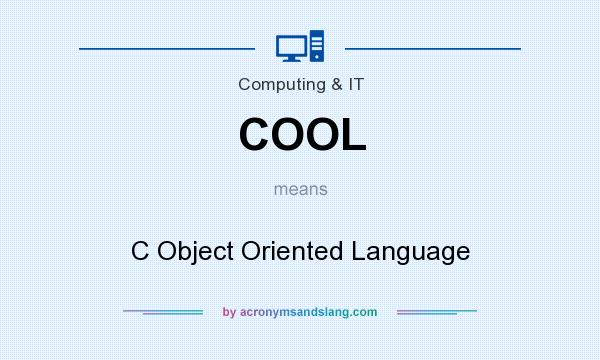 Computing & IT
COOL
means
C Object Oriented Language
by acronymsandslang.com